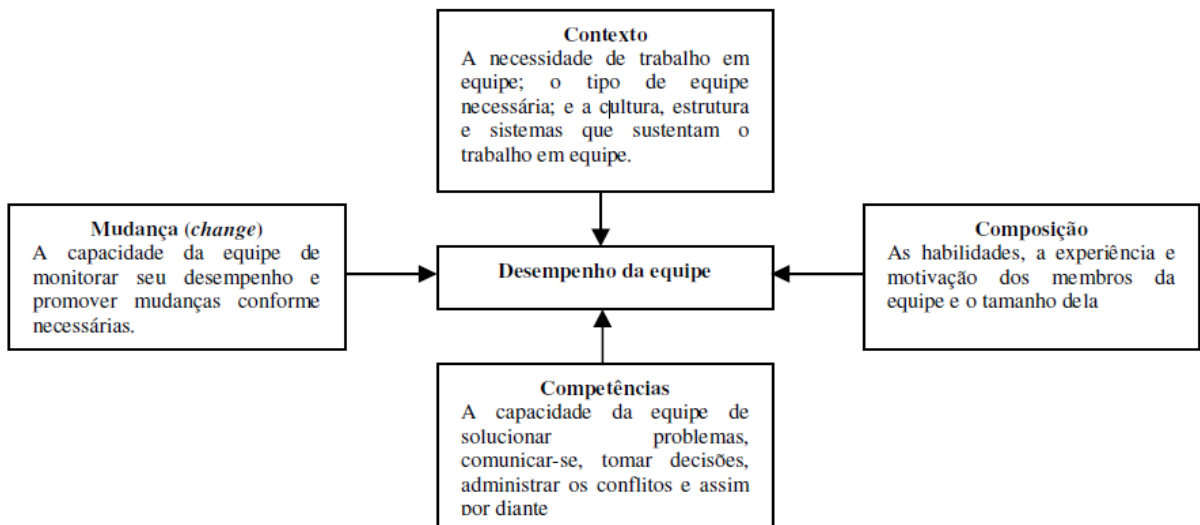 Contexto
A necessidade de trabalho em
equipe; o tipo de equipe
necessária; e a cultura, estrutura
e sistemas que sustentam o
trabalho em equipe.
Mudança (change)
A capacidade da equipe de
monitorar seu desempenho e
promover mudanças conforme
necessárias.
Desempenho da equipe
Composição
As habilidades, a experiência e
motivação dos membros da
equipe e o tamanho dela
Competências
A capacidade da equipe de
solucionar problemas,
comunicar-se, tomar decisões,
administrar os conflitos e assim
por diante